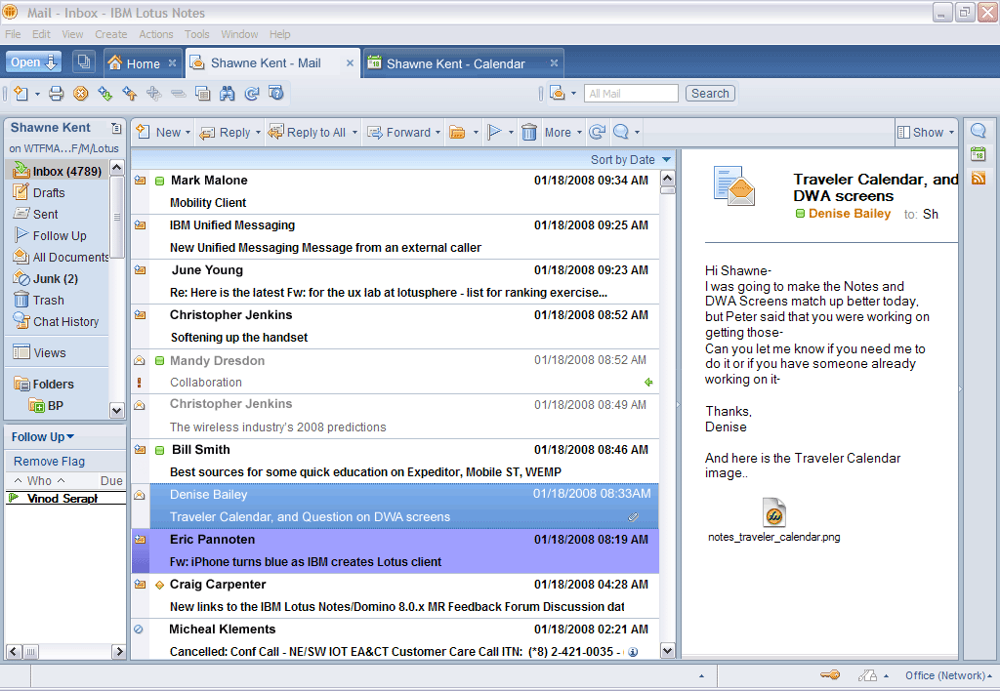 Mail - Inbox - IBM Lotus Notes
File Edit View Create Actions Tools Window Help
Open Home Shawne Kent - Mail Shawne Kent - Calendar
All Mail Search
Shawne Kent
on WTFMA...F/M/Lotus
Inbox (4789)
Drafts
Sent
Follow Up
All Documents
Junk (2)
Trash
Chat History
Views
Folders
BP
Follow Up
Remove Flag
Who Due
Vinod Seraph
New Reply Reply to All Forward More Show
Sort by Date
Mark Malone 01/18/2008 09:34 AM
Mobility Client
IBM Unified Messaging 01/18/2008 09:25 AM
New Unified Messaging Message from an external caller
June Young 01/18/2008 09:23 AM
Re: Here is the latest Fw: for the ux lab at lotusphere - list for ranking exercise...
Christopher Jenkins 01/18/2008 08:52 AM
Softening up the handset
Mandy Dresdon 01/18/2008 08:52 AM
Collaboration
Christopher Jenkins 01/18/2008 08:49 AM
The wireless industry's 2008 predictions
Bill Smith 01/18/2008 08:46 AM
Best sources for some quick education on Expeditor, Mobile ST, WEMP
Denise Bailey 01/18/2008 08:33AM
Traveler Calendar, and Question on DWA screens
Eric Pannoten 01/18/2008 08:19 AM
Fw: iPhone turns blue as IBM creates Lotus client
Craig Carpenter 01/18/2008 04:28 AM
New links to the IBM Lotus Notes/Domino 8.0.x MR Feedback Forum Discussion dat
Micheal Klements 01/18/2008 02:21 AM
Cancelled: Conf Call - NE/SW IOT EA&CT Customer Care Call ITN: (*8) 2-421-0035 -
Traveler Calendar, and
DWA screens
Denise Bailey to: Sh
Hi Shawne-
I was going to make the Notes and
DWA Screens match up better today,
but Peter said that you were working on
getting those-
Can you let me know if you need me to
do it or if you have someone already
working on it-
Thanks,
Denise
And here is the Traveler Calendar
image..
notes_traveler_calendar.png
Office (Network)